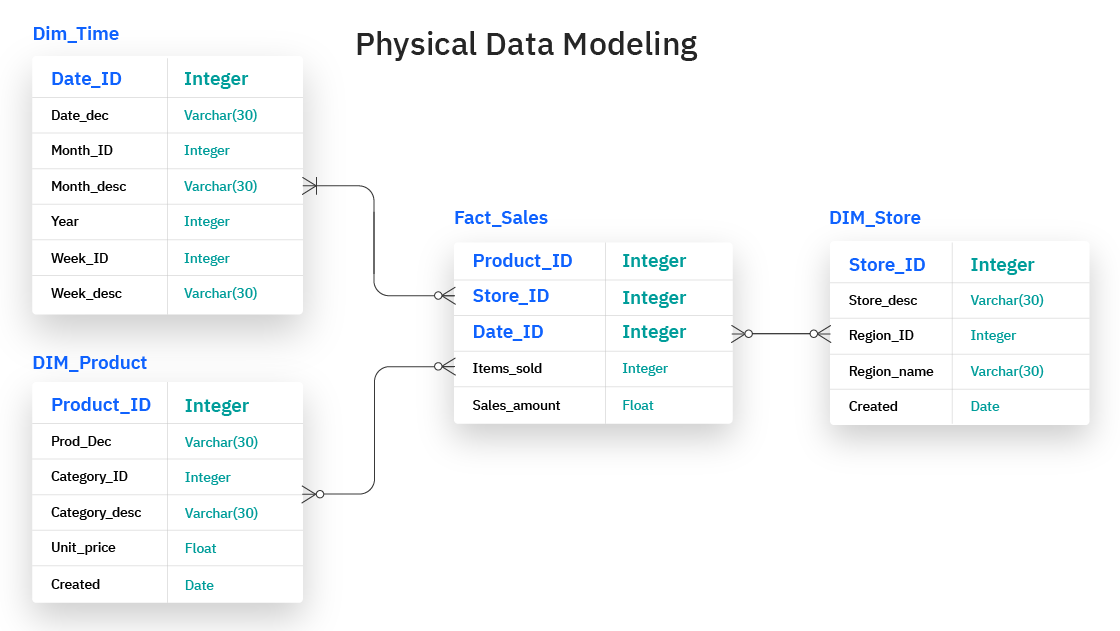 Physical Data Modeling
Dim_Time
Date_ID Integer
Date_dec Varchar(30)
Month_ID Integer
Month_desc Varchar(30)
Year Integer
Week_ID Integer
Week_desc Varchar(30)
DIM_Product
Product_ID Integer
Prod_Dec Varchar(30)
Category_ID Integer
Category_desc Varchar(30)
Unit_price Float
Created Date
Fact_Sales
Product_ID Integer
Store_ID Integer
Date_ID Integer
Items_sold Integer
Sales_amount Float
DIM_Store
Store_ID Integer
Store_desc Varchar(30)
Region_ID Integer
Region_name Varchar(30)
Created Date